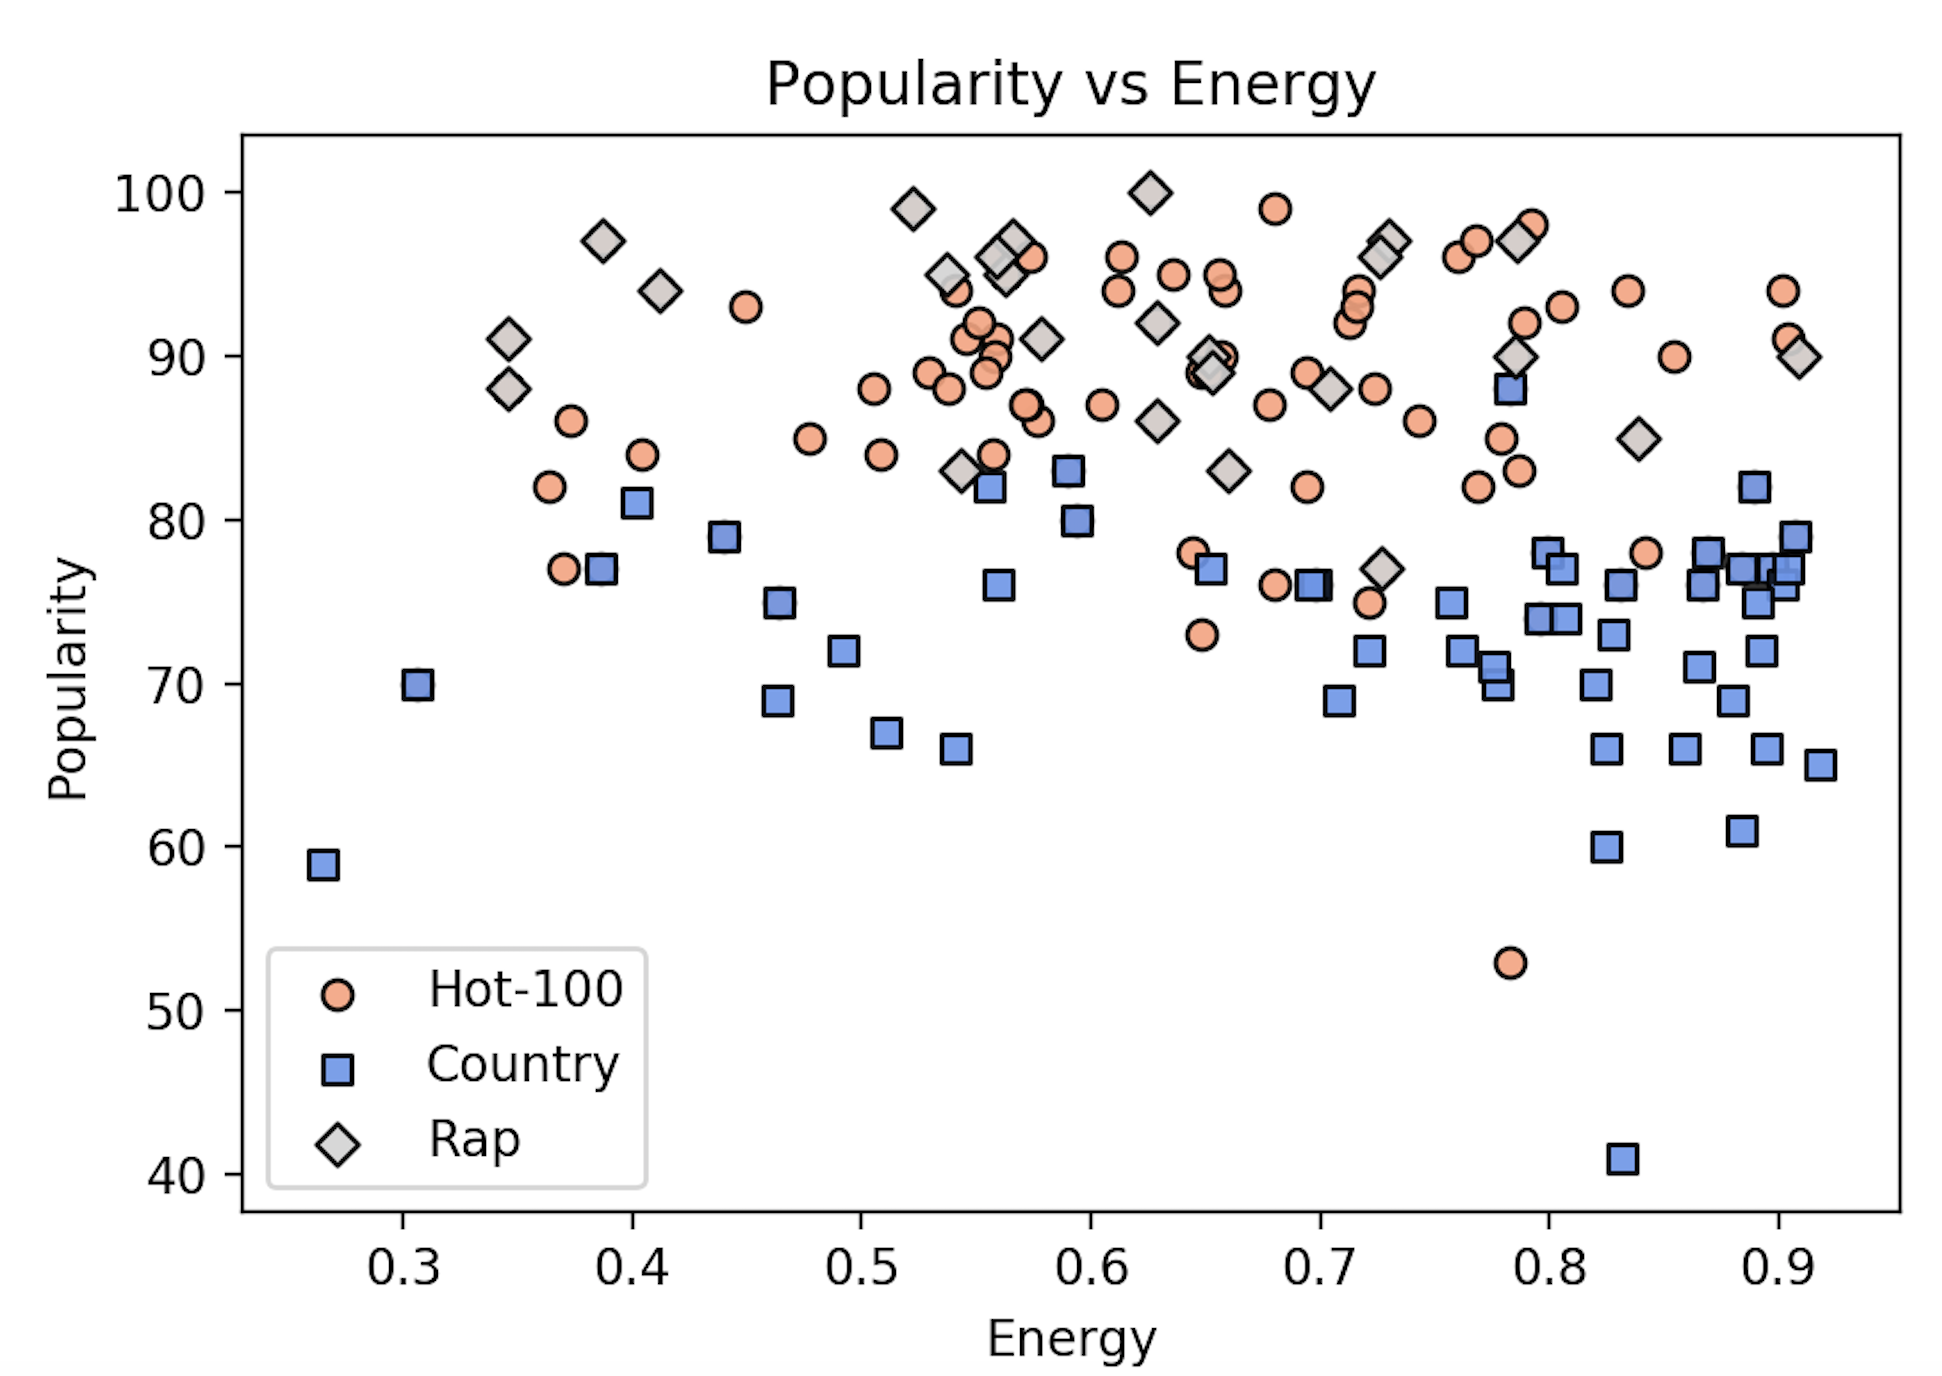 Popularity vs Energy
100
90
80
70
60
50
40
Popularity
Hot-100
Country
Rap
0.3 0.4 0.5 0.6 0.7 0.8 0.9
Energy